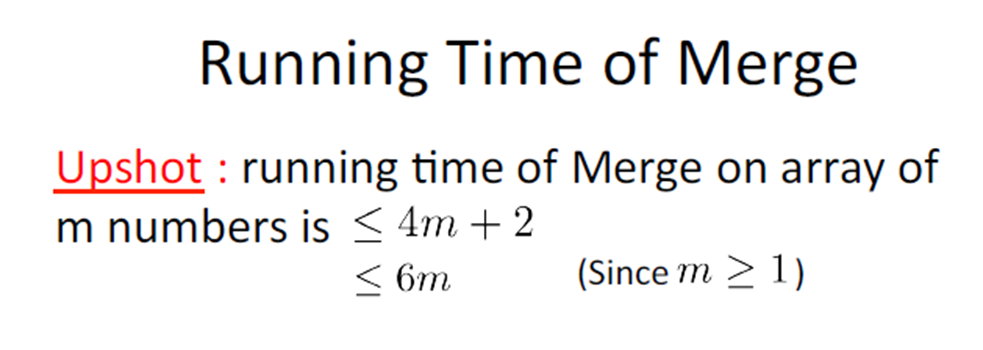 Running Time of Merge
Upshot : running time of Merge on array of
m numbers is ≤ 4m + 2
≤ 6m (Since m ≥ 1)